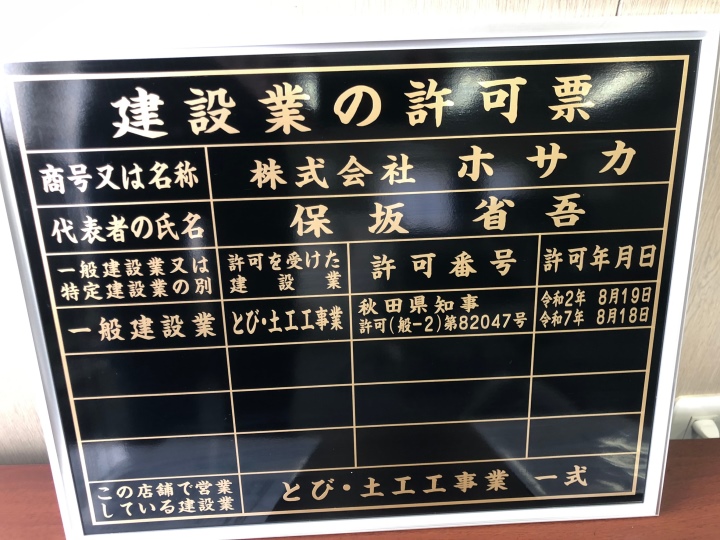 建設業の許可票
商号又は名称 株式会社 ホサカ
代表者の氏名 保坂 省吾
一般建設業又は
特定建設業の別
許可を受けた
建設業
許可番号
許可年月日
一般建設業
とび・土工工事業
秋田県知事
許可(般-2)第82047号
令和2年 8月19日
令和7年 8月18日
この店舗で営業
している建設業
とび・土工工事業 一式